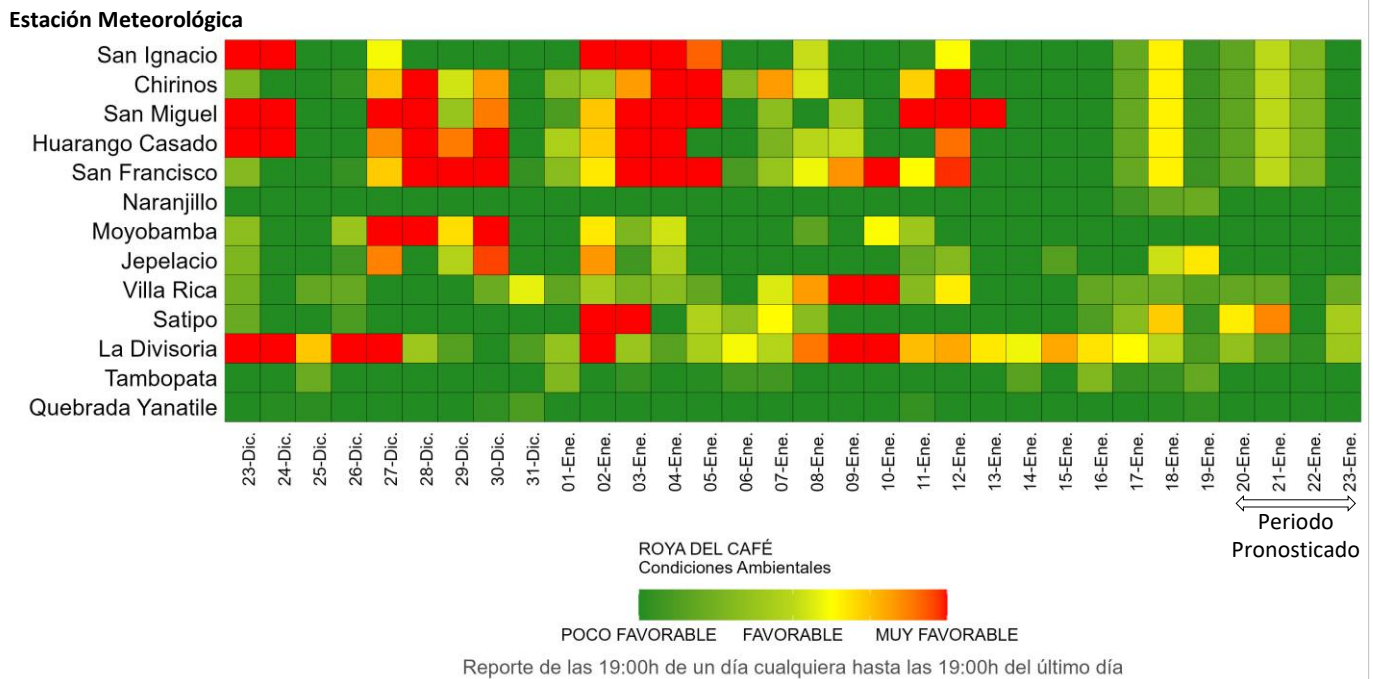 Estación Meteorológica
San Ignacio
Chirinos
San Miguel
Huarango Casado
San Francisco
Naranjillo
Moyobamba
Jepelacio
Villa Rica
Satipo
La Divisoria
Tambopata
Quebrada Yanatile
23-Dic.
24-Dic.
25-Dic.
26-Dic.
27-Dic.
28-Dic.
29-Dic.
30-Dic.
31-Dic.
01-Ene.
02-Ene.
03-Ene.
04-Ene.
05-Ene.
06-Ene.
07-Ene.
08-Ene.
09-Ene.
10-Ene.
11-Ene.
12-Ene.
13-Ene.
14-Ene.
15-Ene.
16-Ene.
17-Ene.
18-Ene.
19-Ene.
20-Ene.
21-Ene.
22-Ene.
23-Ene.
Periodo
Pronosticado
ROYA DEL CAFÉ
Condiciones Ambientales
POCO FAVORABLE FAVORABLE MUY FAVORABLE
Reporte de las 19:00h de un día cualquiera hasta las 19:00h del último día